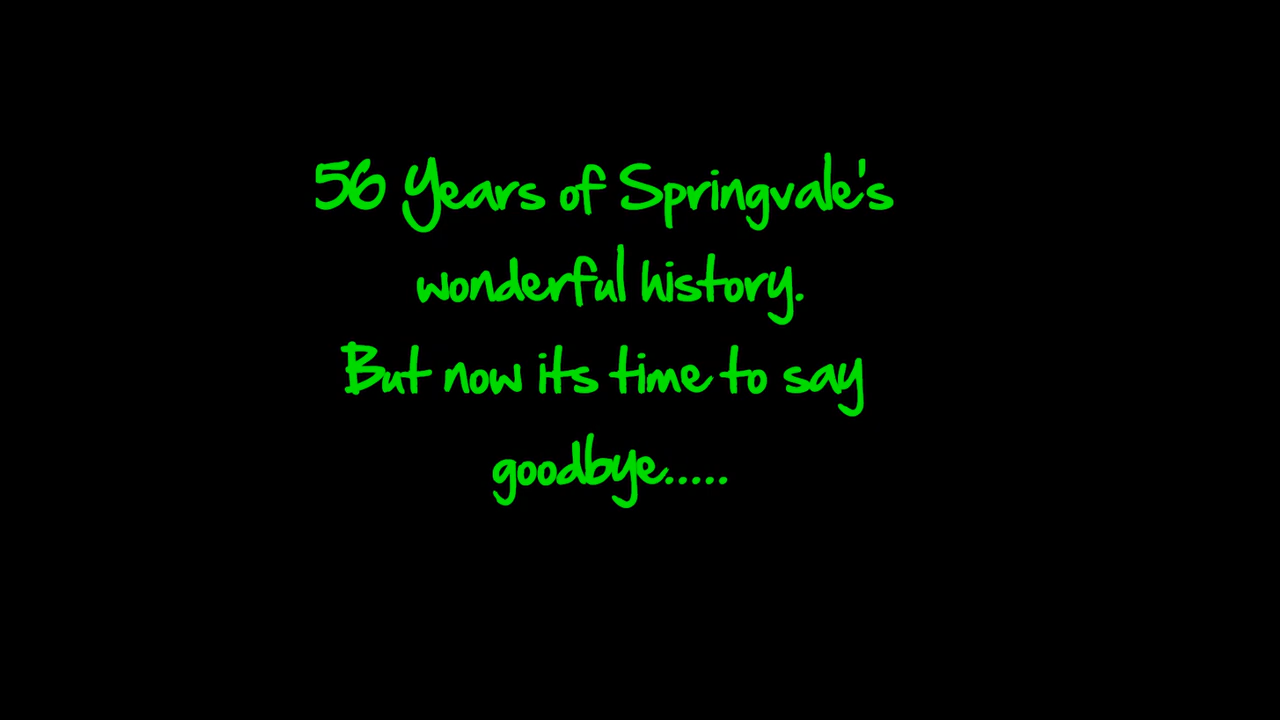 56 Years of Springvale's
wonderful history.
But now its time to say
goodbye.....